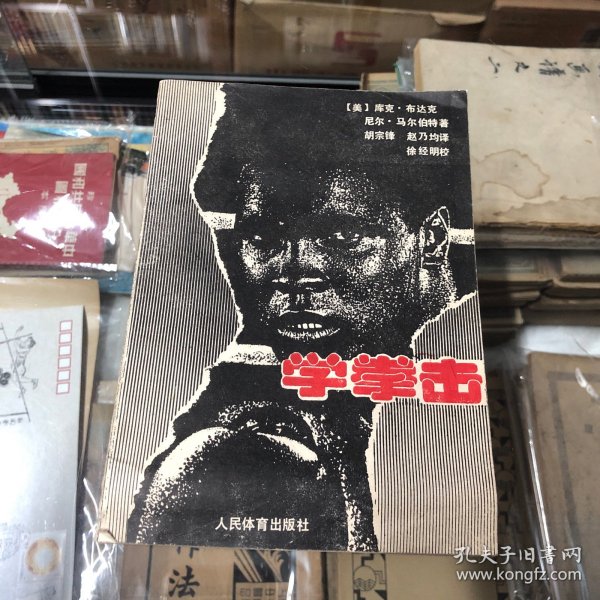 【美】库克·布达克
尼尔·马尔伯特著
胡宗锋 赵乃均译
徐经明校
学拳击
人民体育出版社
作法
孔夫子旧书网
www.kongfz.com